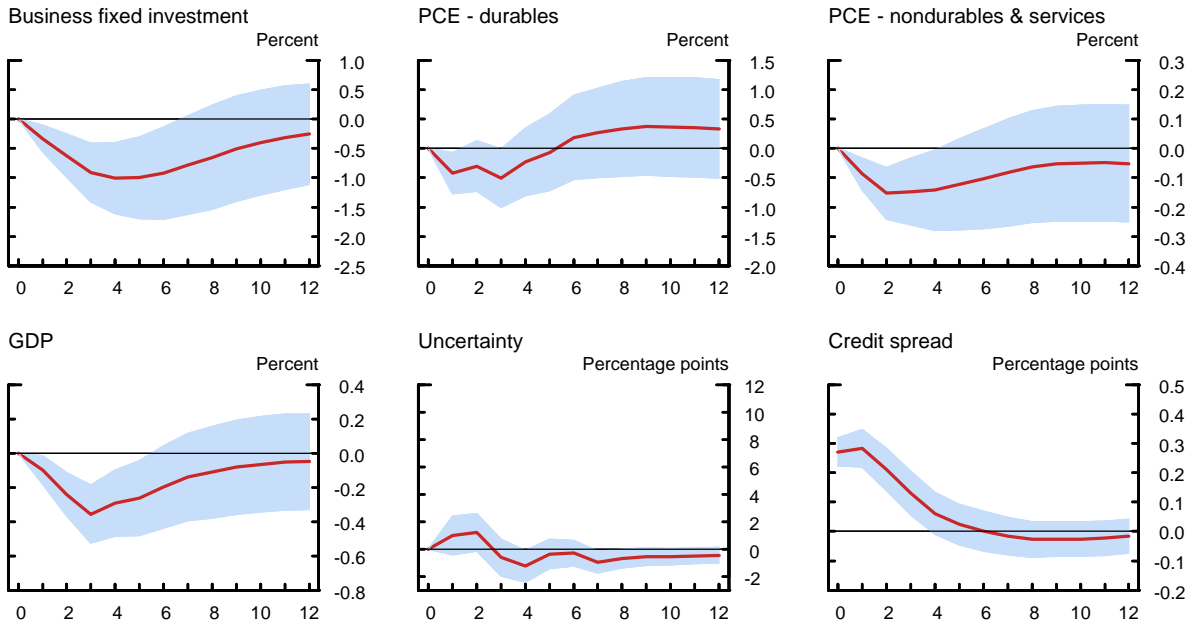 Business fixed investment
Percent
1.0
0.5
0.0
-0.5
-1.0
-1.5
-2.0
-2.5
0 2 4 6 8 10 12
PCE - durables
Percent
1.5
1.0
0.5
0.0
-0.5
-1.0
-1.5
-2.0
0 2 4 6 8 10 12
PCE - nondurables & services
Percent
0.3
0.2
0.1
0.0
-0.1
-0.2
-0.3
-0.4
0 2 4 6 8 10 12
GDP
Percent
0.4
0.2
0.0
-0.2
-0.4
-0.6
-0.8
0 2 4 6 8 10 12
Uncertainty
Percentage points
12
10
8
6
4
2
0
-2
0 2 4 6 8 10 12
Credit spread
Percentage points
0.5
0.4
0.3
0.2
0.1
0.0
-0.1
-0.2
0 2 4 6 8 10 12